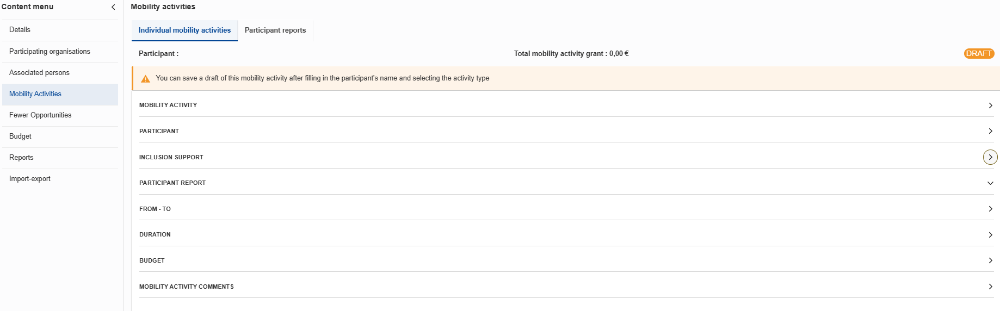 Content menu
Details
Participating organisations
Associated persons
Mobility Activities
Fewer Opportunities
Budget
Reports
Import-export
Mobility activities
Individual mobility activities
Participant reports
Participant :
Total mobility activity grant : 0,00 €
DRAFT
You can save a draft of this mobility activity after filling in the participant's name and selecting the activity type
MOBILITY ACTIVITY
PARTICIPANT
INCLUSION SUPPORT
PARTICIPANT REPORT
FROM - TO
DURATION
BUDGET
MOBILITY ACTIVITY COMMENTS